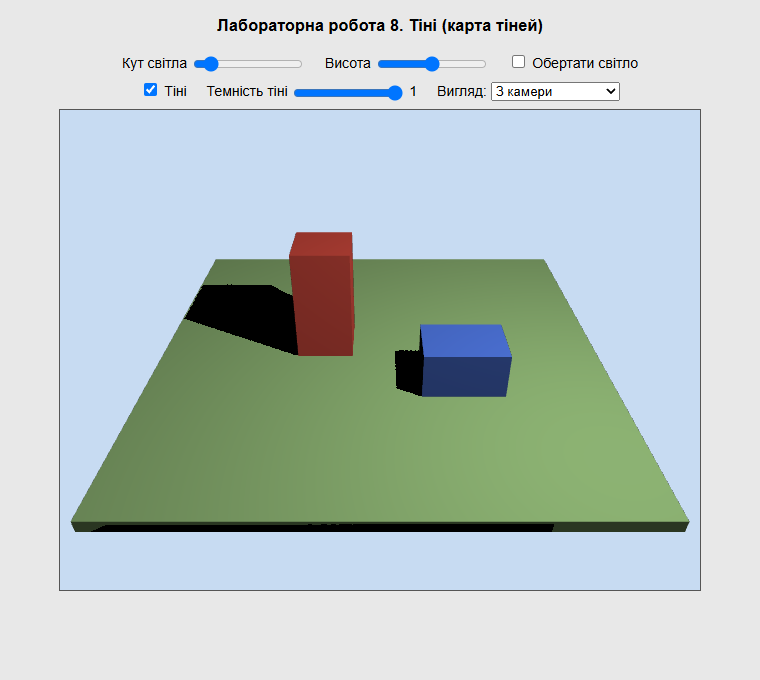 Лабораторна робота 8. Тіні (карта тіней)
Кут світла Висота Обертати світло
Тіні Темність тіні 1 Вигляд: З камери